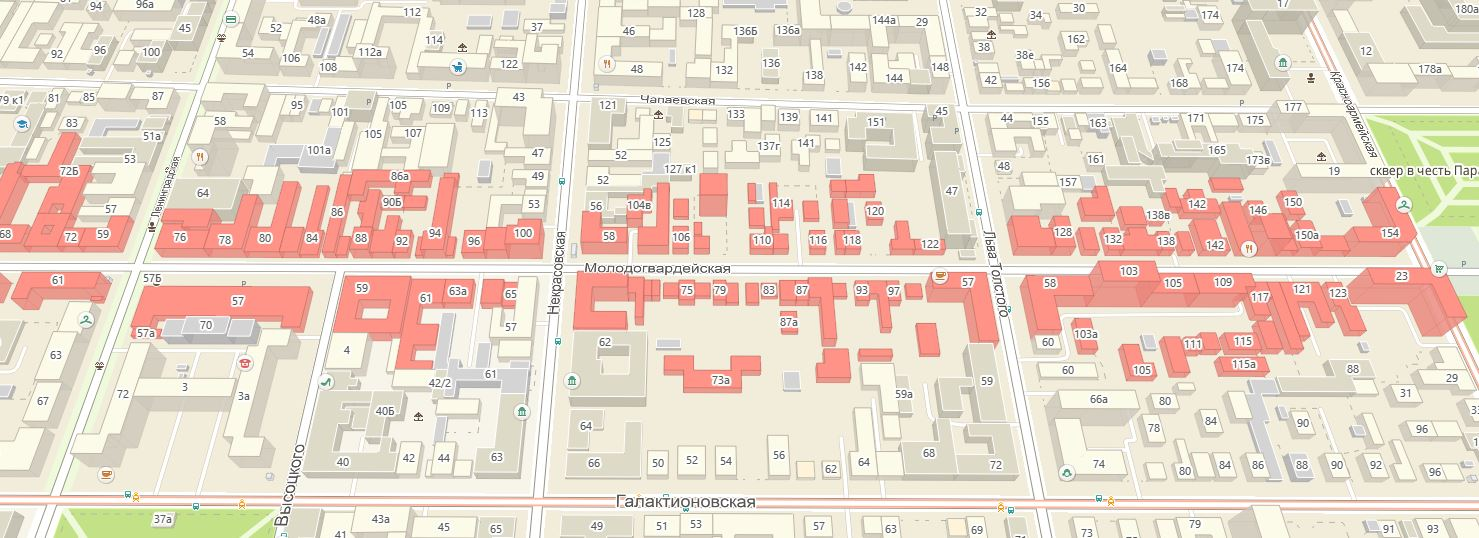 94 96а 45 48а 37 46 128 136Б 136а 144а 29 34 30 17 180а
92 96 100 54 106 108 112а 114 122 48 132 136 138 142 144 148 38 38е 162 174 12 178а
42 156 164 168 174
Чапаевская
Красноармейская
79 к1 81 85 87 95 101 105 109 113 43 121 133 139 141 151 45 44 155 163 171 175 177
83 51а 58 105 107 47 52 125 137г 141 161 165 173в
53 101а 49 127 к1 48 157 19
сквер в честь Пара
Ленинградская
72Б 57 64 86а 90Б 53 52 56 104в 114 47 138в 142 146 150
68 72 59 76 78 80 84 86 88 92 94 96 100 58 106 110 116 118 120 122 128 132 138 142 150а 154
Некрасовская
Льва Толстого
Молодогвардейская
61 57Б 57 59 61 63а 65 75 79 83 87 93 97 57 58 103 105 109 117 121 123 23
57а 70 57 87а 60 103а 111 115
63 4 62 60 105 115а 88
67 72 3 3а 42/2 61 73а 59а 59 66а 80 31 29
40Б 64 78 84 90 96 92
40 42 44 63 66 50 52 54 56 62 64 68 72 74 80 84 86 88 90 92 96
Высоцкого
Галактионовская
37а 43а 45 65 49 51 53 57 63 69 67 79 91 93